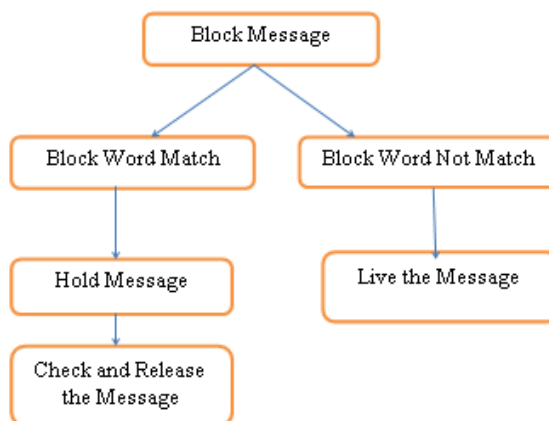 Block Message
Block Word Match
Block Word Not Match
Hold Message
Live the Message
Check and Release
the Message